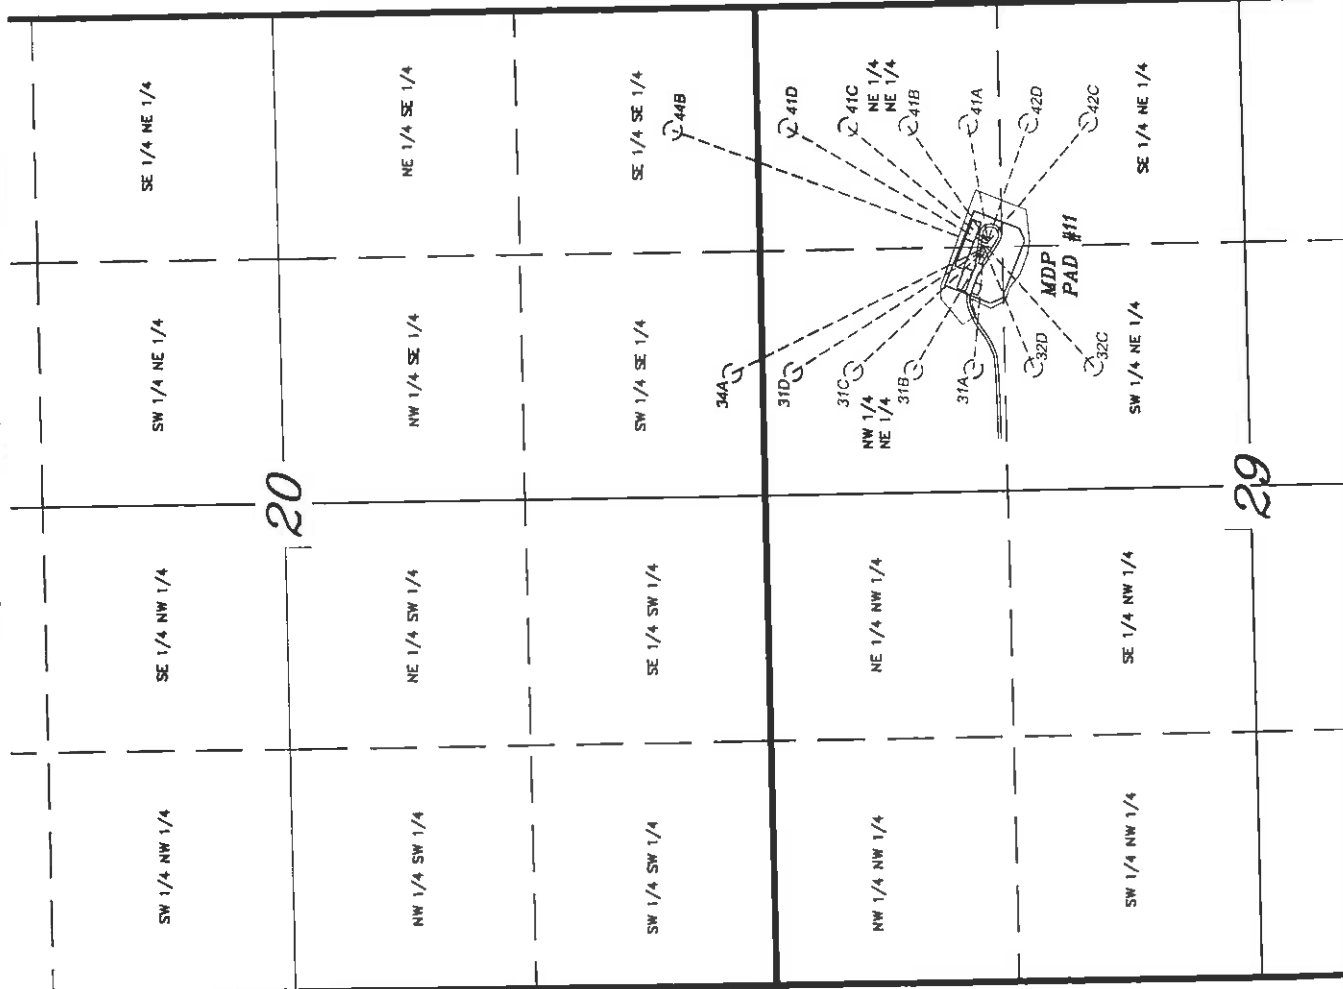 SW 1/4 NW 1/4
SE 1/4 NW 1/4
SW 1/4 NE 1/4
SE 1/4 NE 1/4
20
NW 1/4 SW 1/4
NE 1/4 SW 1/4
NW 1/4 SE 1/4
NE 1/4 SE 1/4
SW 1/4 SW 1/4
SE 1/4 SW 1/4
SW 1/4 SE 1/4
SE 1/4 SE 1/4
44B
34A
31D
41D
31C
41C
NW 1/4 NW 1/4
NE 1/4 NW 1/4
NW 1/4
NE 1/4
NE 1/4
NE 1/4
31B
41B
31A
41A
32D
42D
MDP
PAD #11
32C
42C
SW 1/4 NW 1/4
SE 1/4 NW 1/4
SW 1/4 NE 1/4
SE 1/4 NE 1/4
29